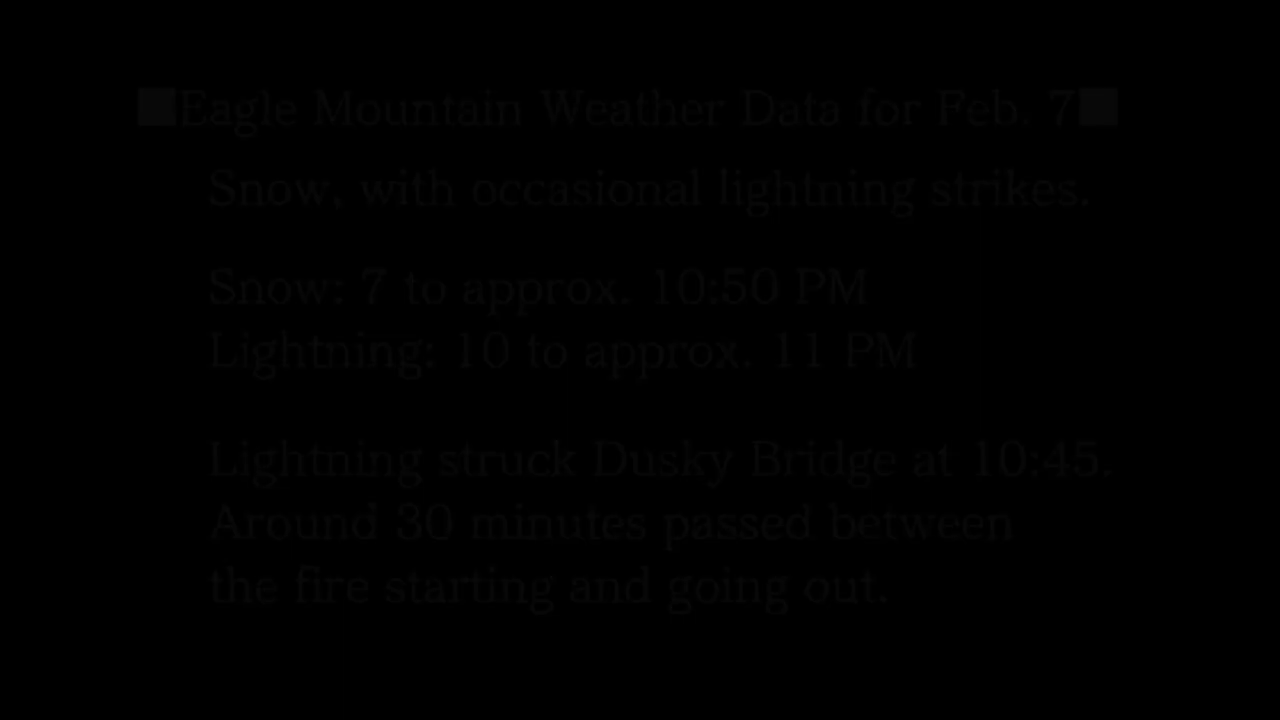 ■Eagle Mountain Weather Data for Feb. 7■
Snow, with occasional lightning strikes.
Snow: 7 to approx. 10:50 PM
Lightning: 10 to approx. 11 PM
Lightning struck Dusky Bridge at 10:45.
Around 30 minutes passed between
the fire starting and going out.